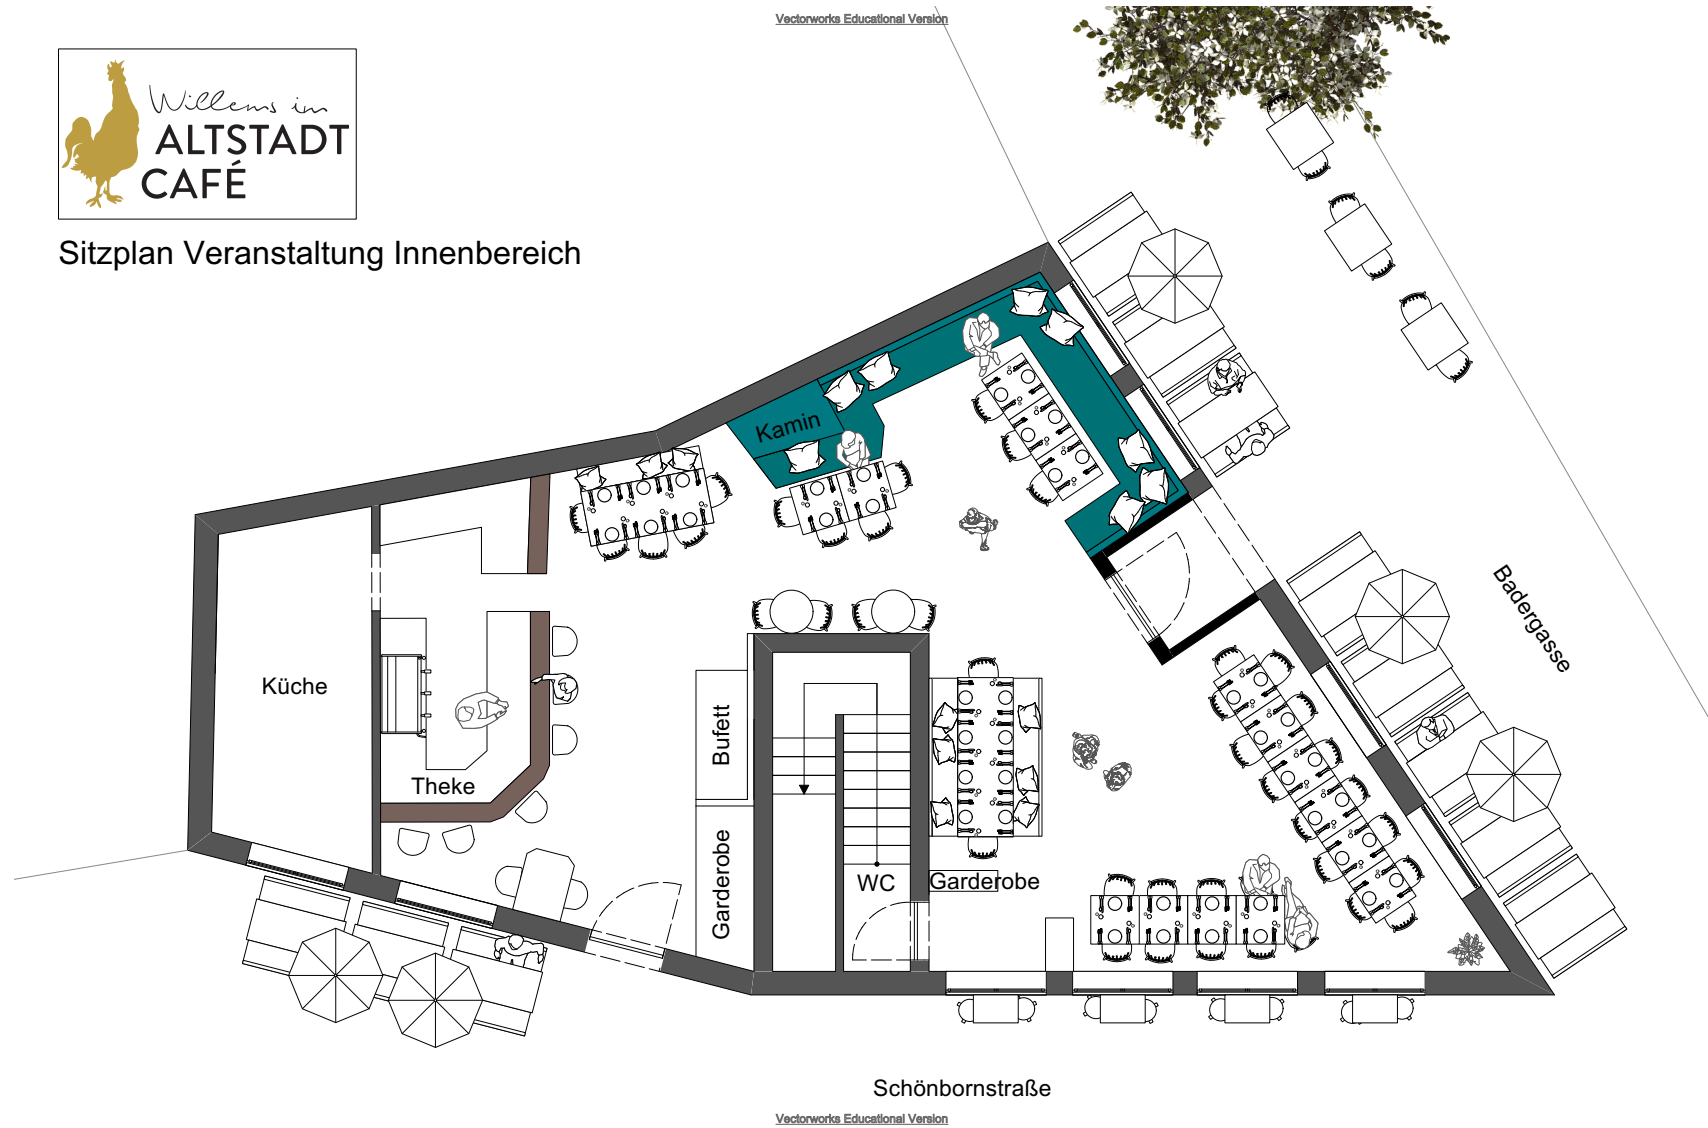 Vectorworks Educational Version
Willems im
ALTSTADT
CAFÉ
Sitzplan Veranstaltung Innenbereich
Kamin
Badergasse
Küche
Bufett
Theke
Garderobe
WC
Garderobe
Schönbornstraße
Vectorworks Educational Version